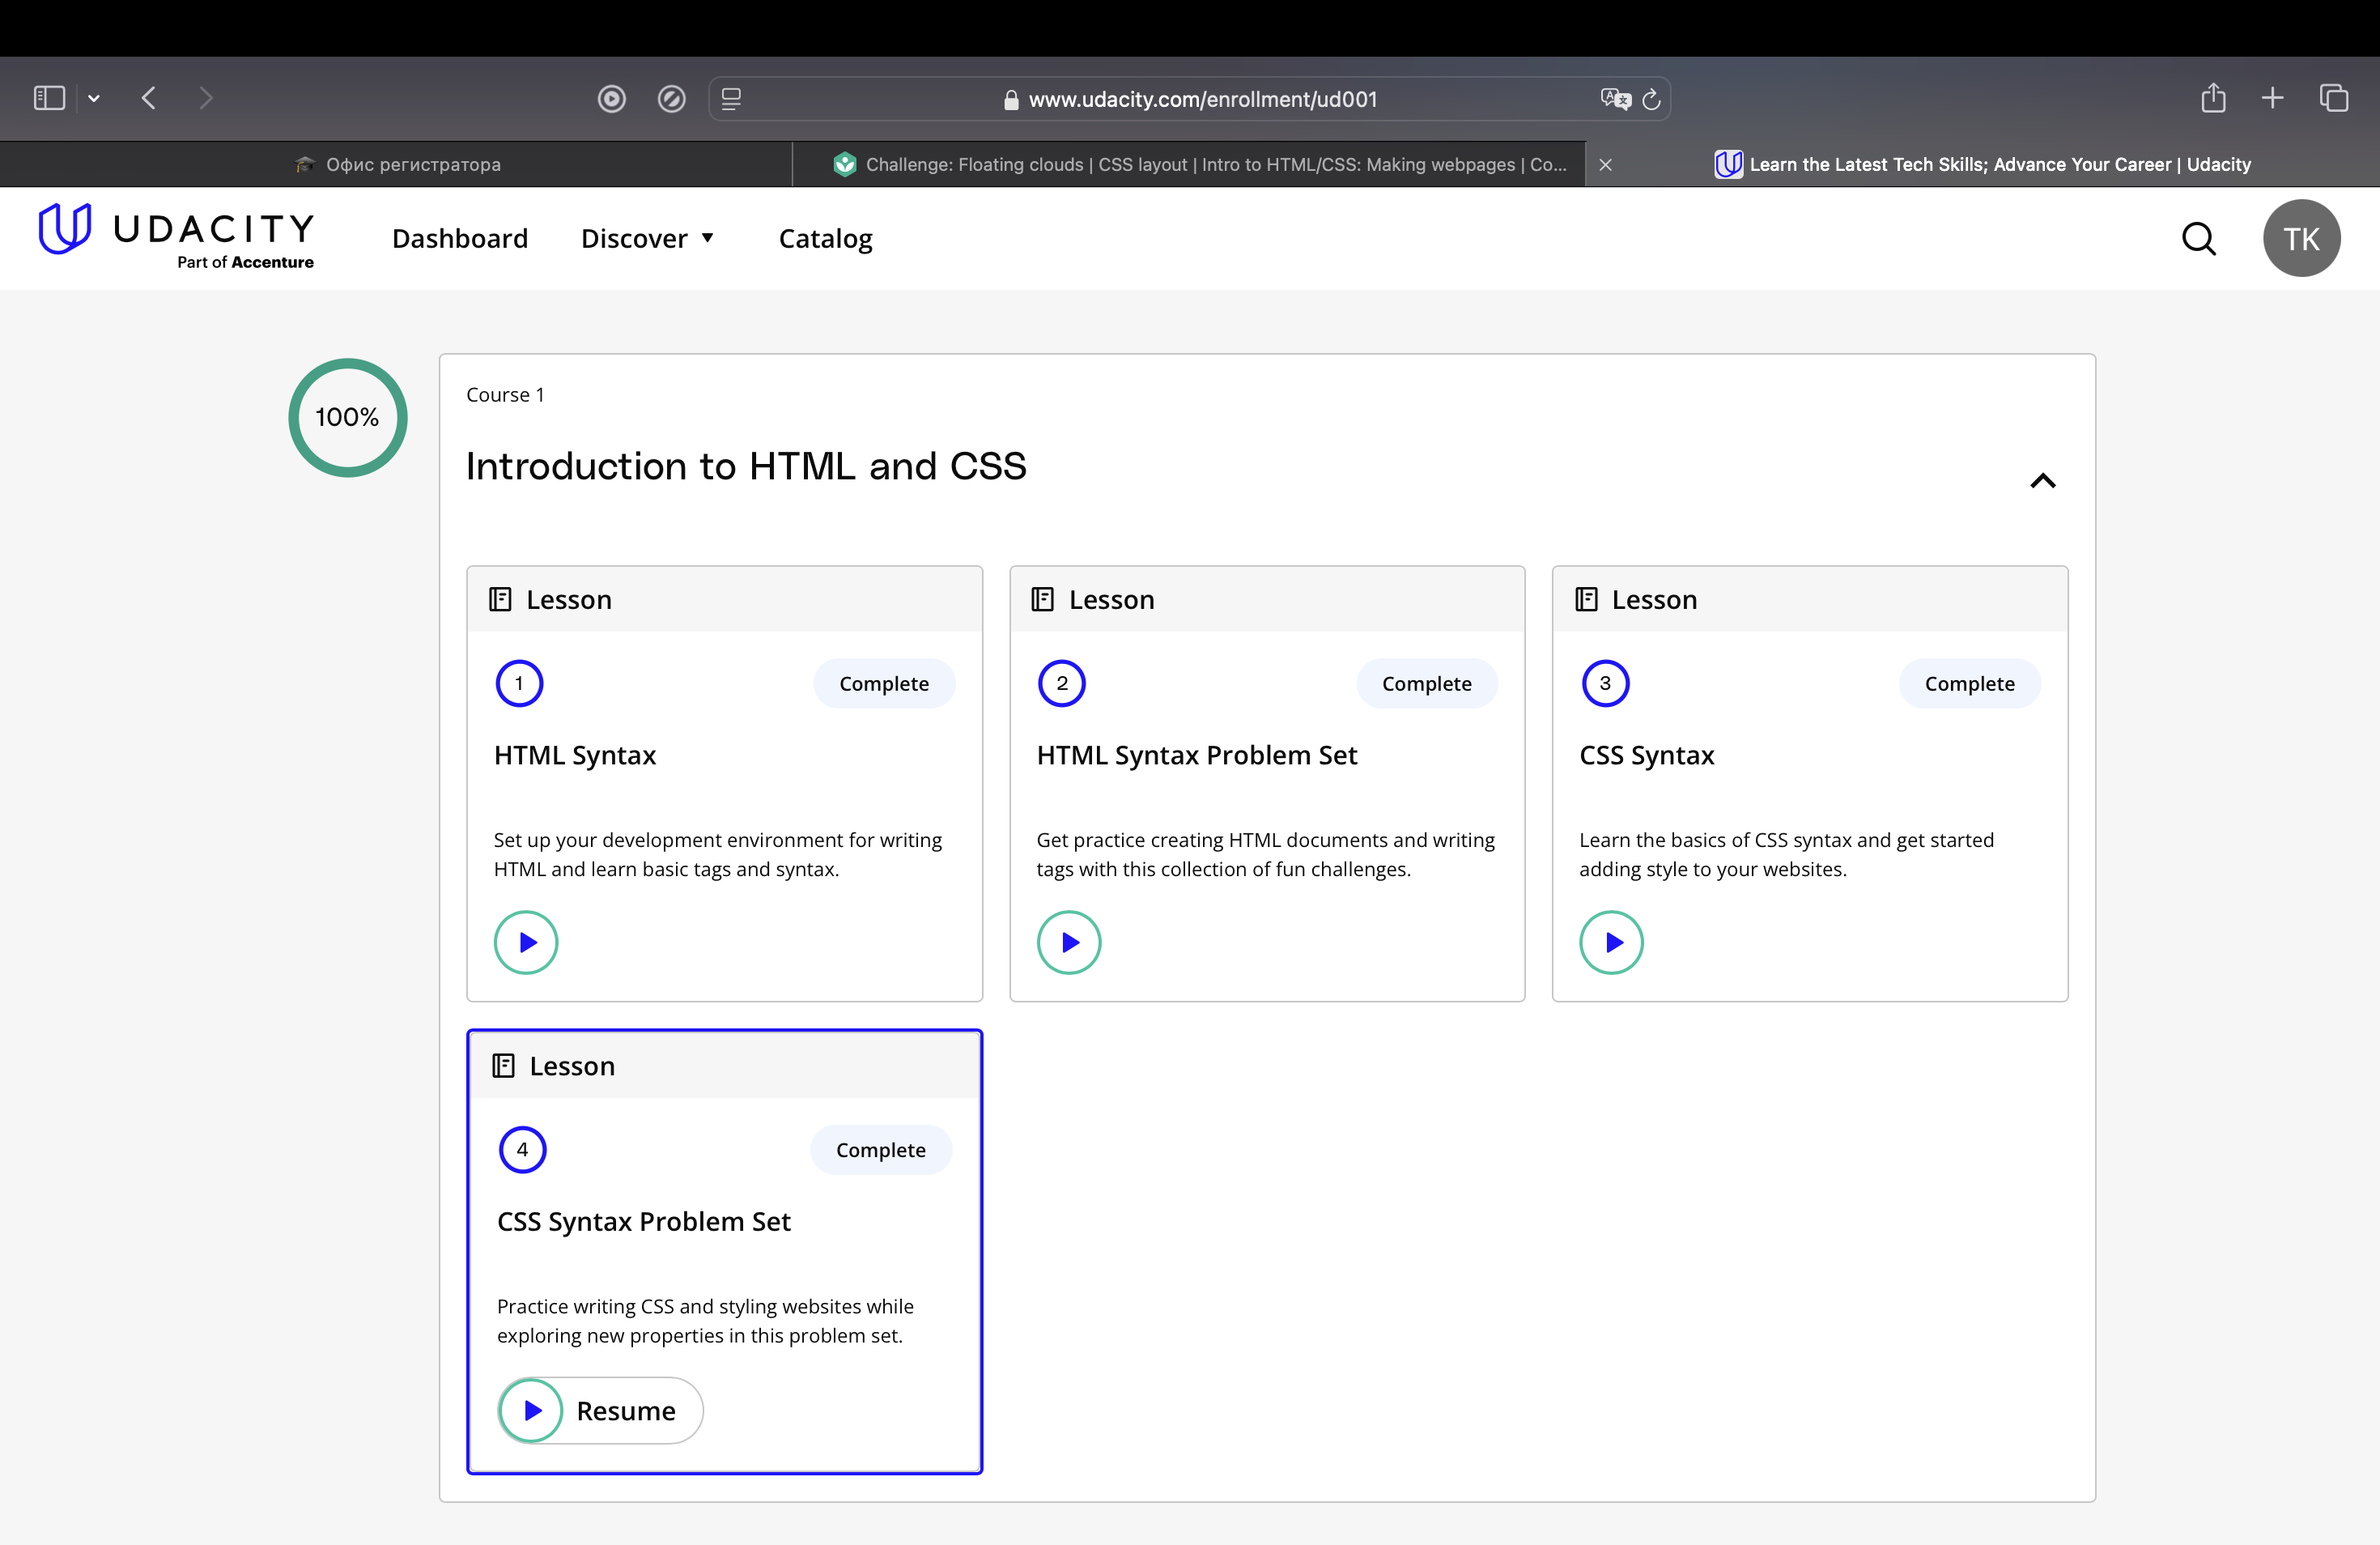 www.udacity.com/enrollment/ud001
Офис регистратора
Challenge: Floating clouds | CSS layout | Intro to HTML/CSS: Making webpages | Co...
Learn the Latest Tech Skills; Advance Your Career | Udacity
UDACITY
Part of Accenture
Dashboard
Discover
Catalog
TK
100%
Course 1
Introduction to HTML and CSS
Lesson
1
Complete
HTML Syntax
Set up your development environment for writing
HTML and learn basic tags and syntax.
Lesson
2
Complete
HTML Syntax Problem Set
Get practice creating HTML documents and writing
tags with this collection of fun challenges.
Lesson
3
Complete
CSS Syntax
Learn the basics of CSS syntax and get started
adding style to your websites.
Lesson
4
Complete
CSS Syntax Problem Set
Practice writing CSS and styling websites while
exploring new properties in this problem set.
Resume